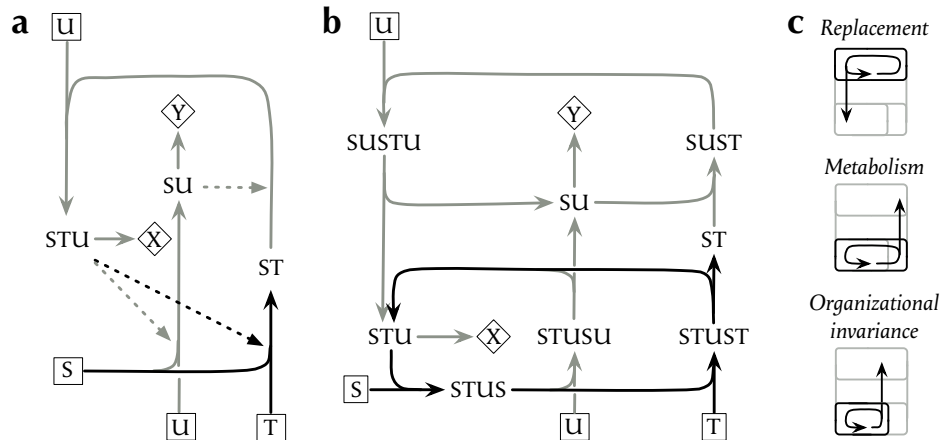 a
U
Y
SU
STU
X
ST
S
U
T
b
U
SUSTU
Y
SUST
SU
ST
STU
X
STUSU
STUST
S
STUS
U
T
c
Replacement
Metabolism
Organizational
invariance